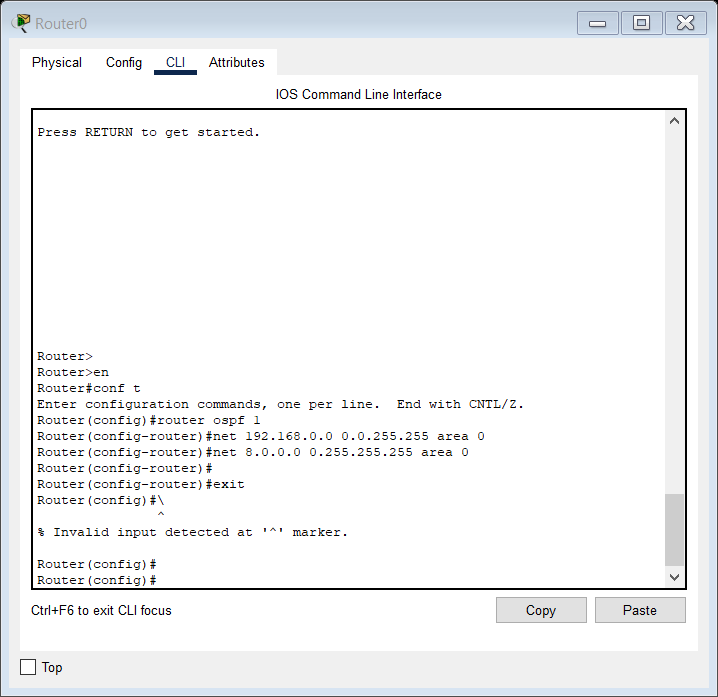 Router0
Physical Config CLI Attributes
IOS Command Line Interface
Press RETURN to get started.
Router>
Router>en
Router#conf t
Enter configuration commands, one per line.  End with CNTL/Z.
Router(config)#router ospf 1
Router(config-router)#net 192.168.0.0 0.0.255.255 area 0
Router(config-router)#net 8.0.0.0 0.255.255.255 area 0
Router(config-router)#
Router(config-router)#exit
Router(config)#\
^
% Invalid input detected at '^' marker.
Router(config)#
Router(config)#
Ctrl+F6 to exit CLI focus
Copy Paste
Top